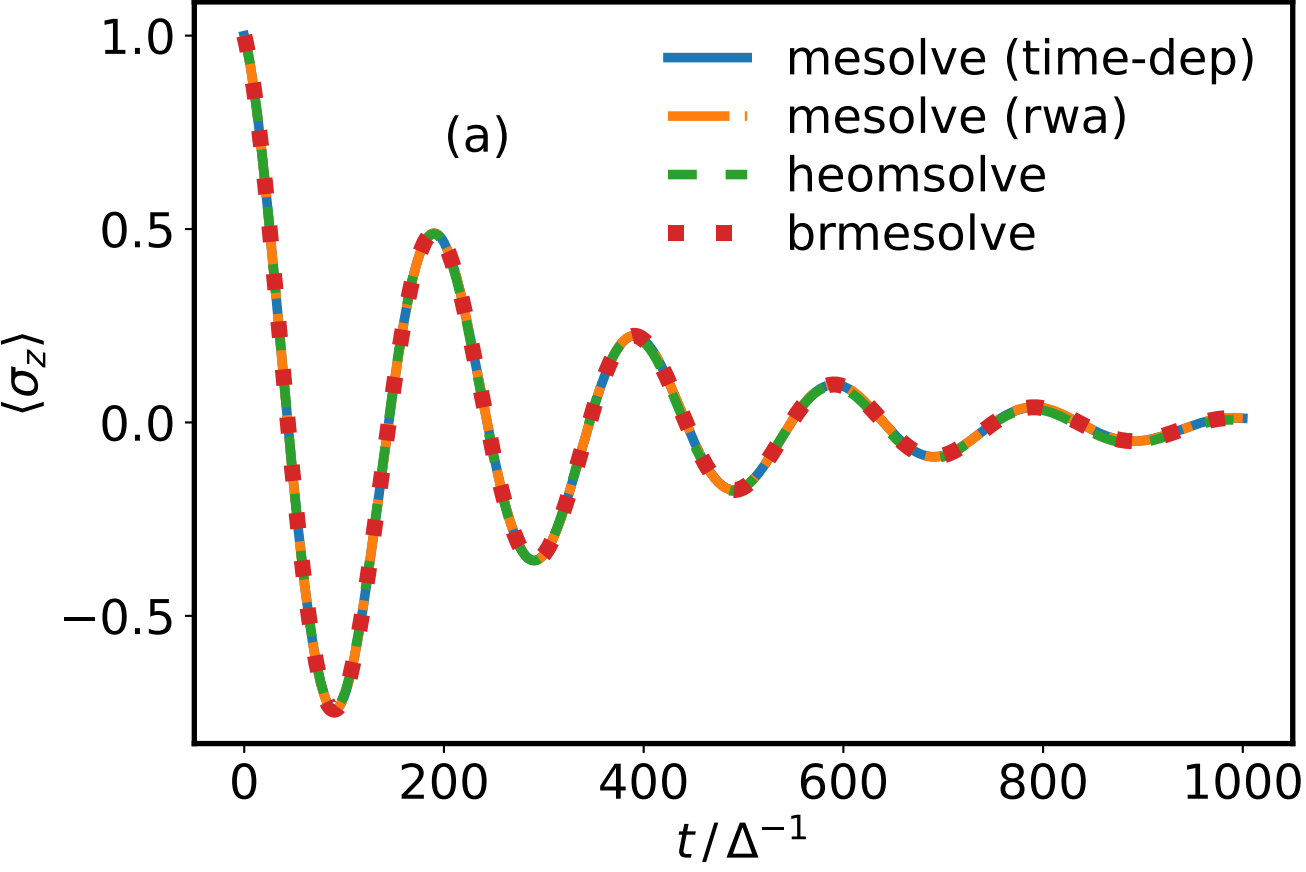 1.0
0.5
0.0
−0.5
⟨σz⟩
(a)
mesolve (time-dep)
mesolve (rwa)
heomsolve
brmesolve
0 200 400 600 800 1000
t / Δ⁻¹